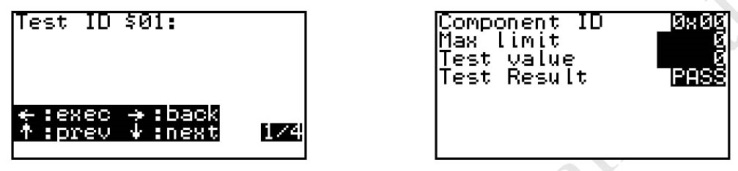 Test ID $01:
←:exec →:back
↑:prev ↓:next 1/4
Component ID 0x00
Max limit 0
Test value 0
Test Result PASS